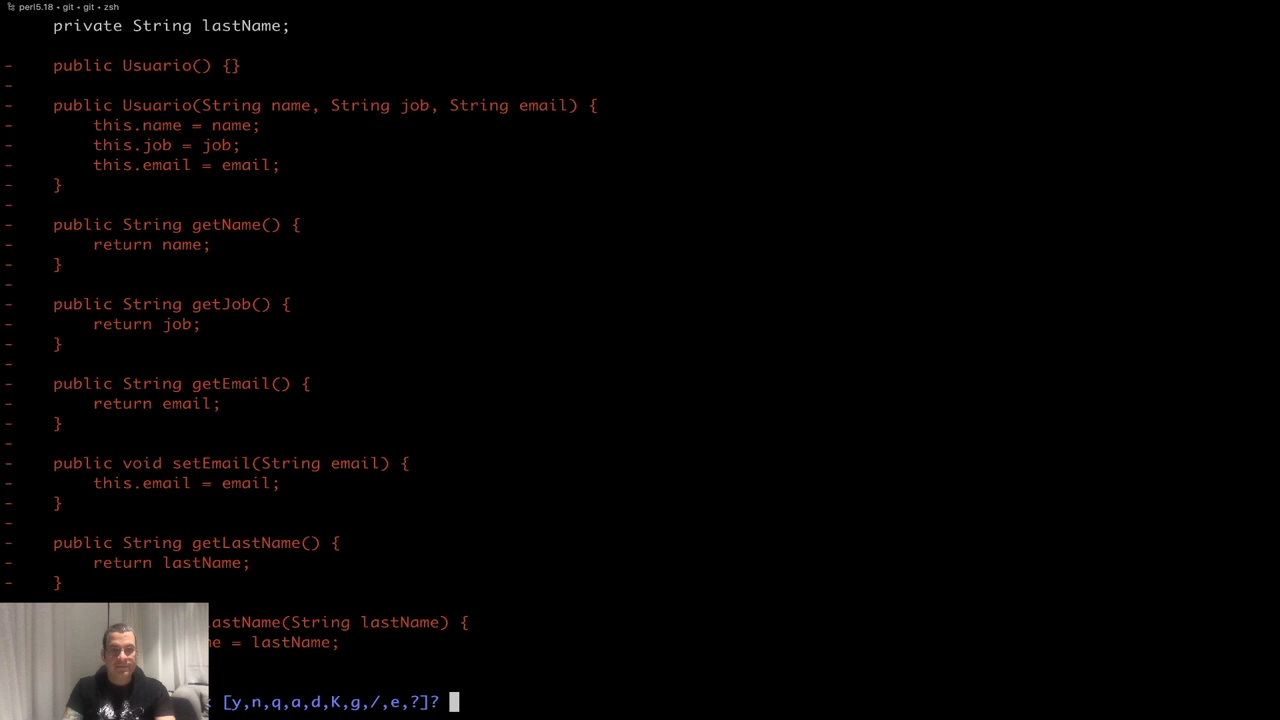 perl5.18 • git • git • zsh
private String lastName;
- public Usuario() {}
-
- public Usuario(String name, String job, String email) {
- this.name = name;
- this.job = job;
- this.email = email;
- }
-
- public String getName() {
- return name;
- }
-
- public String getJob() {
- return job;
- }
-
- public String getEmail() {
- return email;
- }
-
- public void setEmail(String email) {
- this.email = email;
- }
-
- public String getLastName() {
- return lastName;
- }
astName(String lastName) {
= lastName;
[y,n,q,a,d,K,g,/,e,?]?